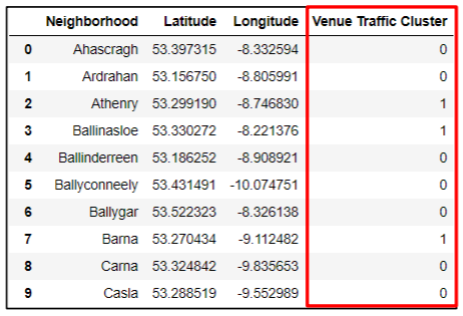 Neighborhood Latitude Longitude Venue Traffic Cluster
0 Ahascragh 53.397315 -8.332594 0
1 Ardrahan 53.156750 -8.805991 0
2 Athenry 53.299190 -8.746830 1
3 Ballinasloe 53.330272 -8.221376 1
4 Ballinderreen 53.186252 -8.908921 0
5 Ballyconneely 53.431491 -10.074751 0
6 Ballygar 53.522323 -8.326138 0
7 Barna 53.270434 -9.112482 1
8 Carna 53.324842 -9.835653 0
9 Casla 53.288519 -9.552989 0